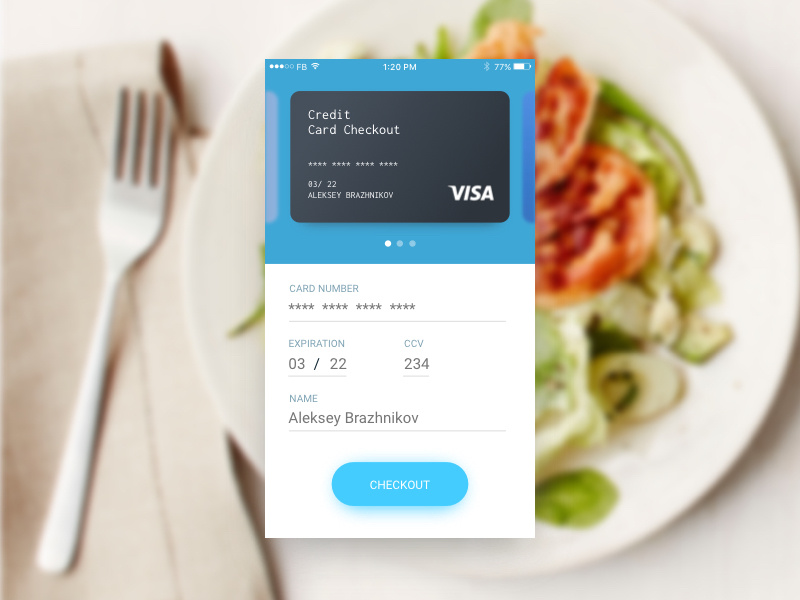 FB 1:20 PM 77%
Credit
Card Checkout
**** **** **** ****
03/ 22
ALEKSEY BRAZHNIKOV
VISA
CARD NUMBER
**** **** **** ****
EXPIRATION CCV
03 / 22 234
NAME
Aleksey Brazhnikov
CHECKOUT